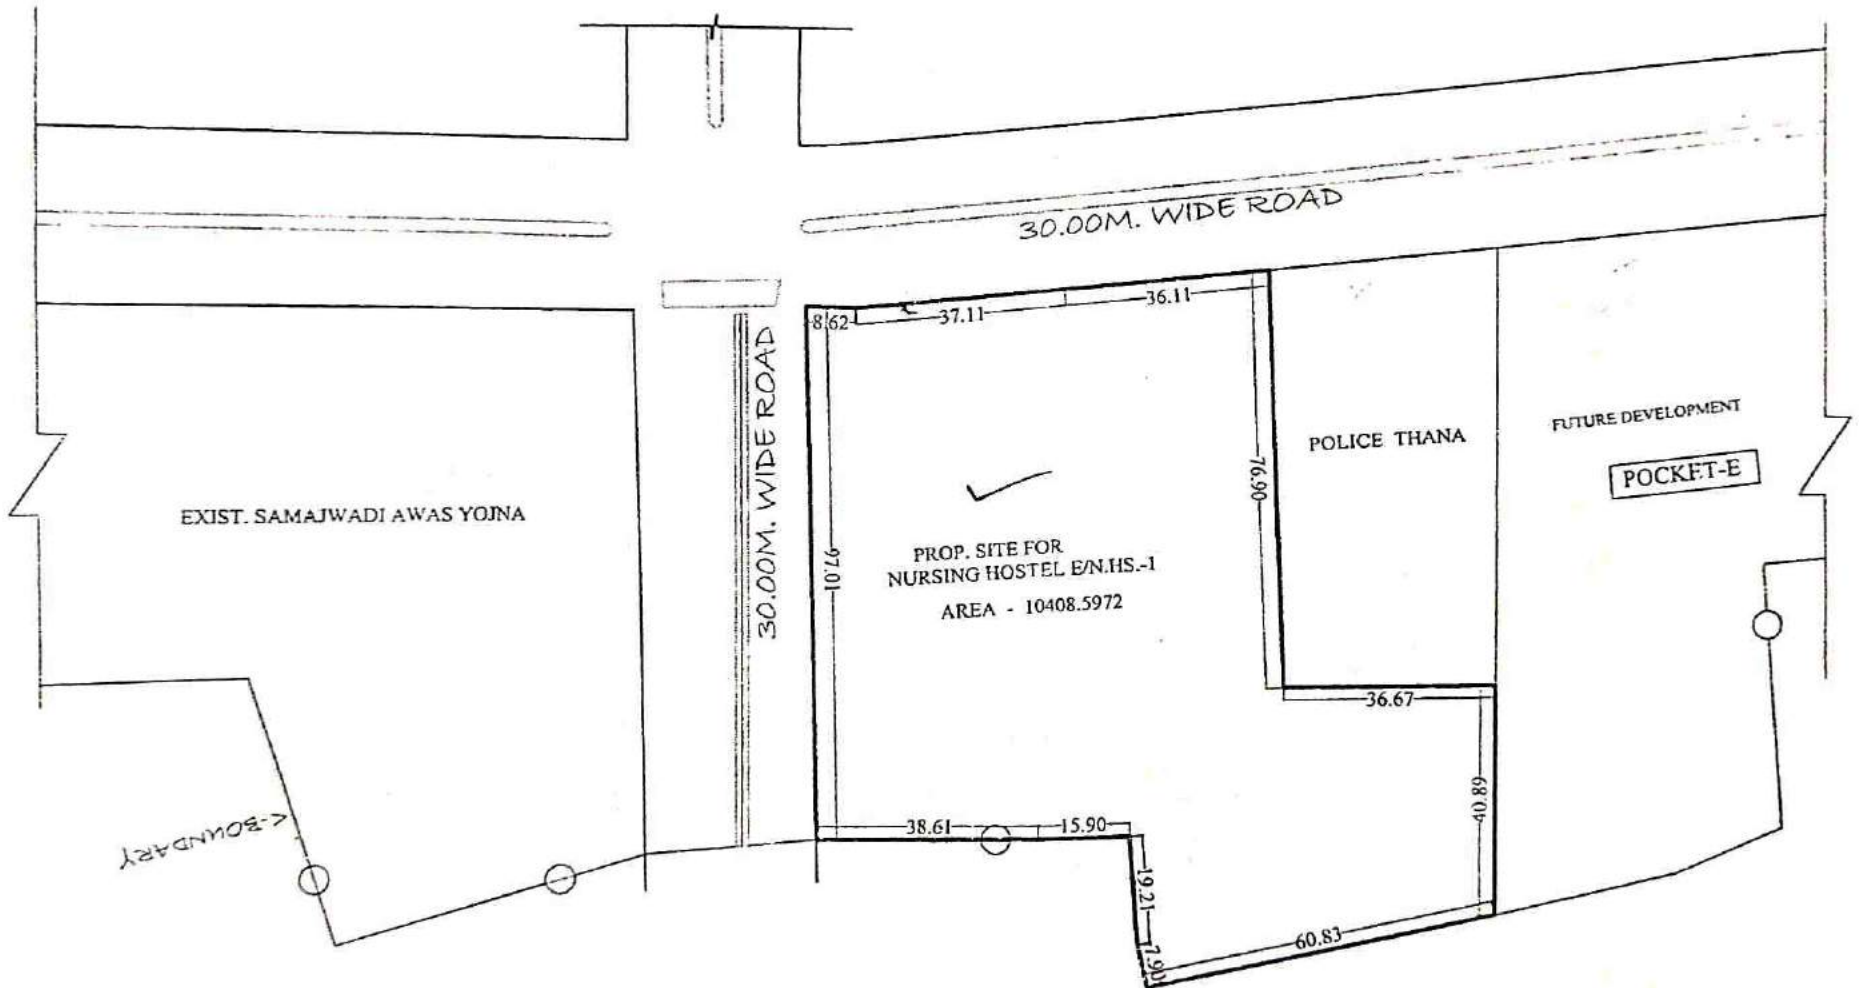 30.00M. WIDE ROAD
8.62
37.11
36.11
30.00M. WIDE ROAD
97.01
76.90
POLICE THANA
FUTURE DEVELOPMENT
POCKET-E
EXIST. SAMAJWADI AWAS YOJNA
PROP. SITE FOR
NURSING HOSTEL E/N.HS.-1
AREA - 10408.5972
36.67
40.89
38.61
15.90
<-BOUNDARY
19.21
7.90
60.83